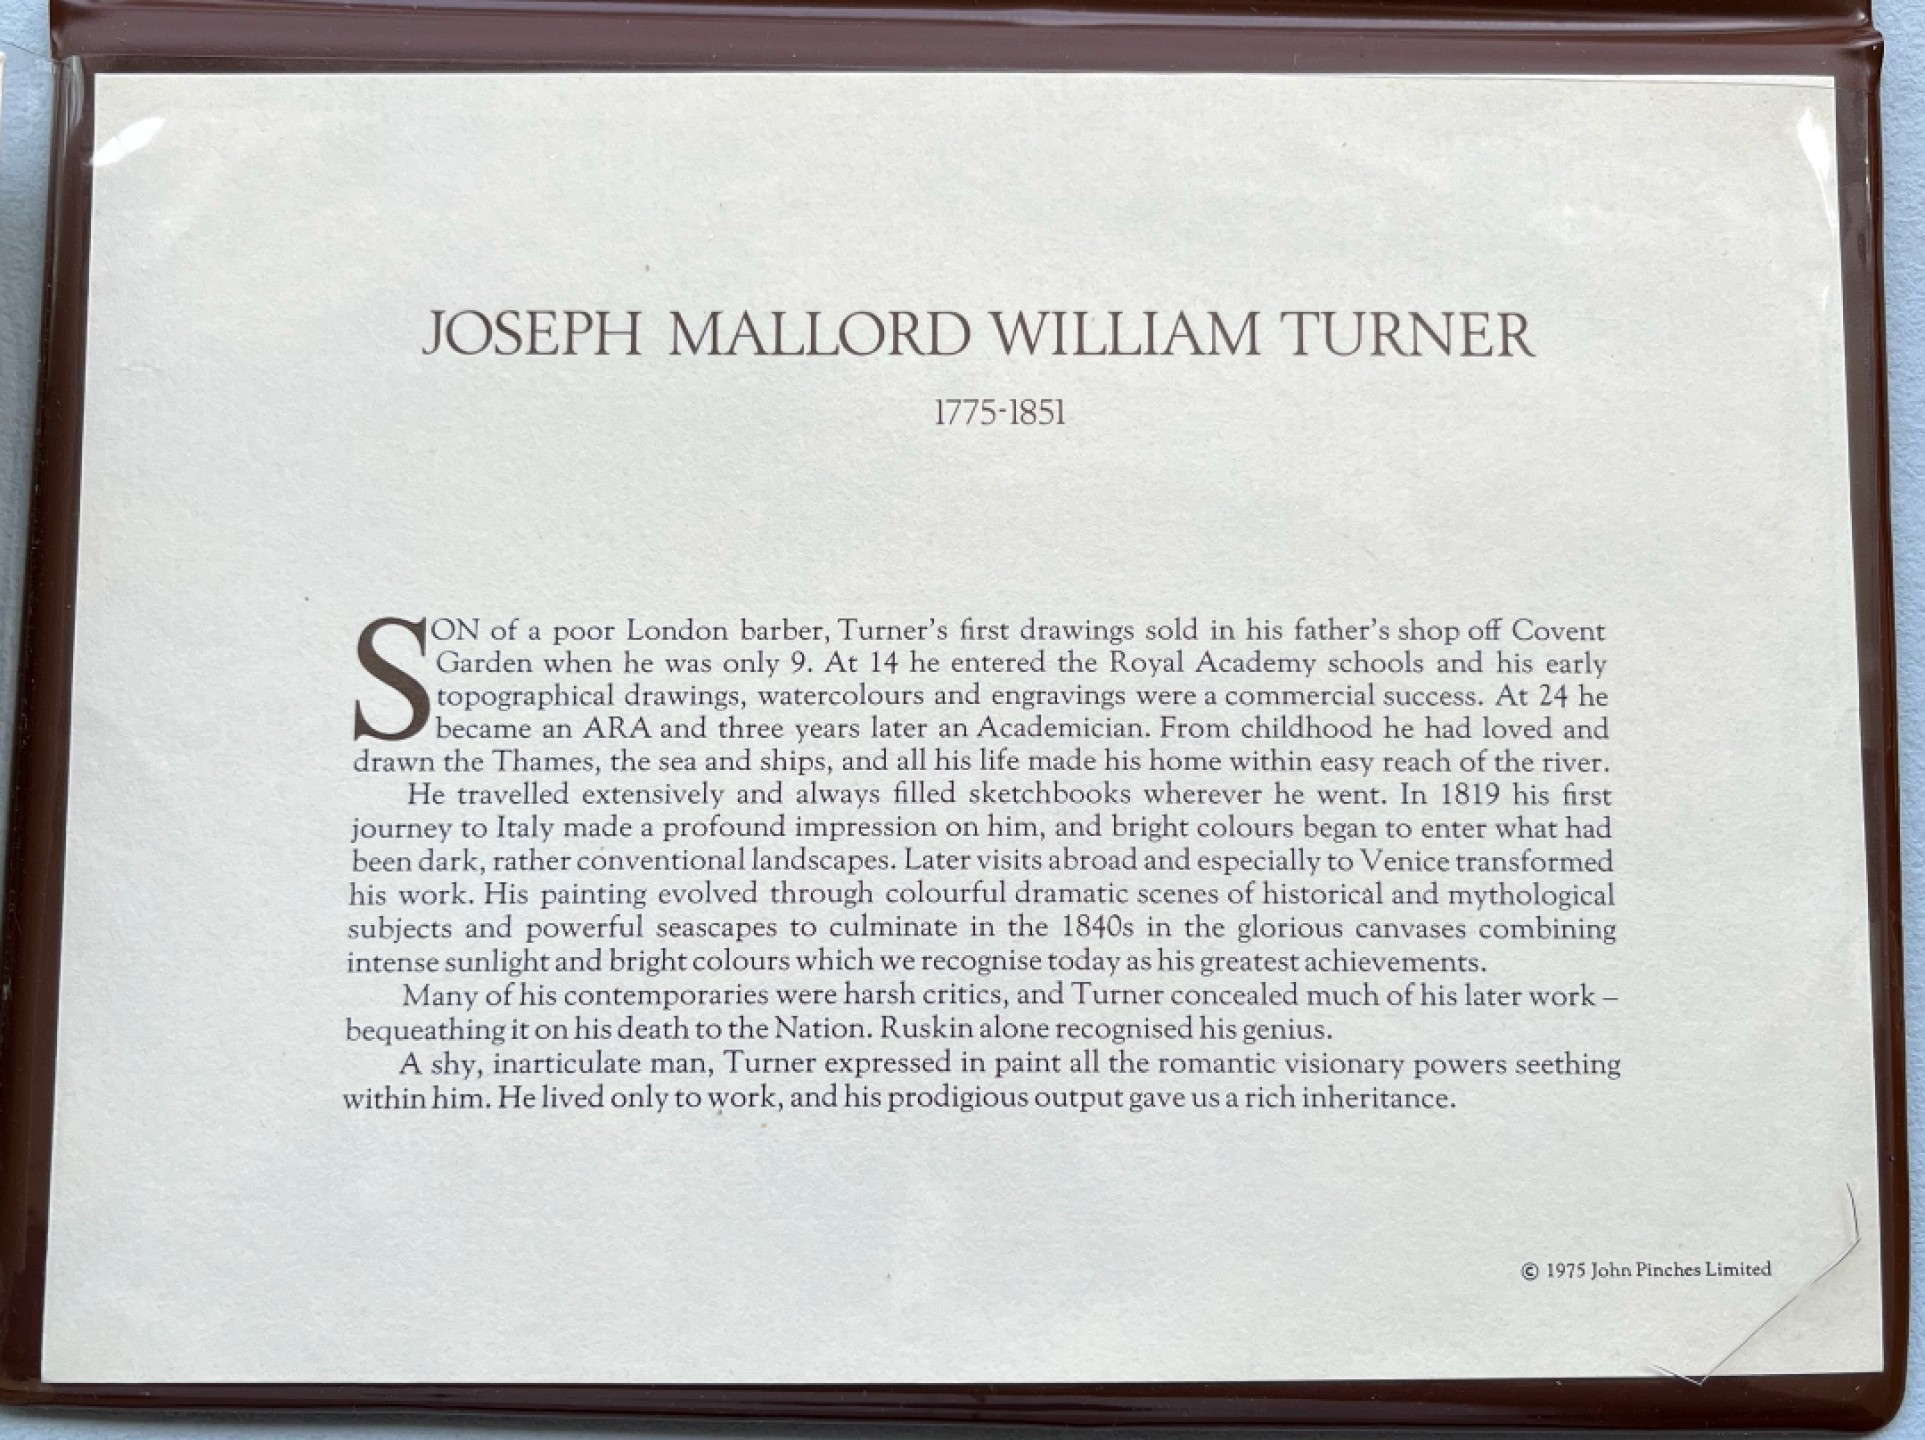 JOSEPH MALLORD WILLIAM TURNER
1775-1851
SON of a poor London barber, Turner's first drawings sold in his father's shop off Covent
Garden when he was only 9. At 14 he entered the Royal Academy schools and his early
topographical drawings, watercolours and engravings were a commercial success. At 24 he
became an ARA and three years later an Academician. From childhood he had loved and
drawn the Thames, the sea and ships, and all his life made his home within easy reach of the river.
He travelled extensively and always filled sketchbooks wherever he went. In 1819 his first
journey to Italy made a profound impression on him, and bright colours began to enter what had
been dark, rather conventional landscapes. Later visits abroad and especially to Venice transformed
his work. His painting evolved through colourful dramatic scenes of historical and mythological
subjects and powerful seascapes to culminate in the 1840s in the glorious canvases combining
intense sunlight and bright colours which we recognise today as his greatest achievements.
Many of his contemporaries were harsh critics, and Turner concealed much of his later work –
bequeathing it on his death to the Nation. Ruskin alone recognised his genius.
A shy, inarticulate man, Turner expressed in paint all the romantic visionary powers seething
within him. He lived only to work, and his prodigious output gave us a rich inheritance.
© 1975 John Pinches Limited